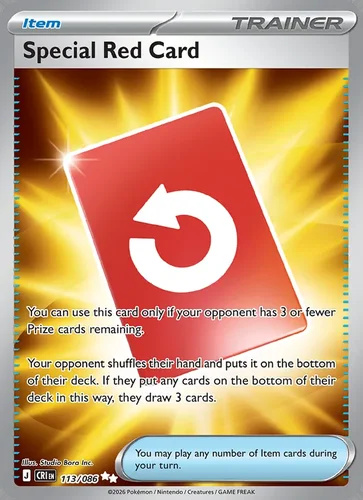 Item
TRAINER
Special Red Card
You can use this card only if your opponent has 3 or fewer
Prize cards remaining.
Your opponent shuffles their hand and puts it on the bottom
of their deck. If they put any cards on the bottom of their
deck in this way, they draw 3 cards.
Illus. Studio Bora Inc.
You may play any number of Item cards during
your turn.
J CRI EN 113/086
©2026 Pokémon / Nintendo / Creatures / GAME FREAK